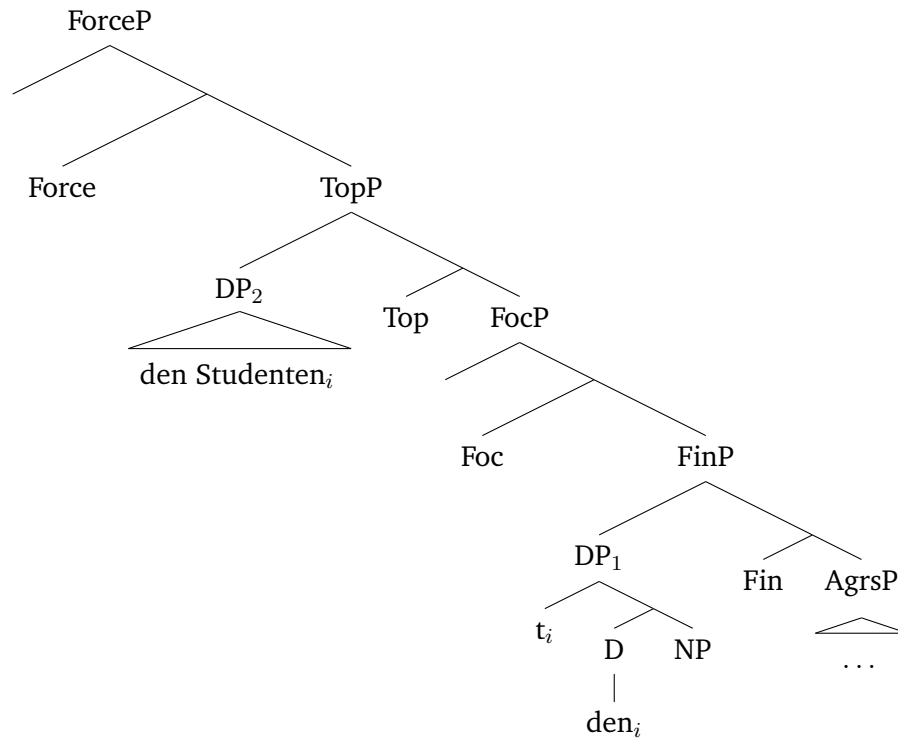 ForceP
Force TopP
DP₂ Top FocP
den Studentenᵢ
Foc FinP
DP₁ Fin AgrsP
tᵢ D NP ...
denᵢ